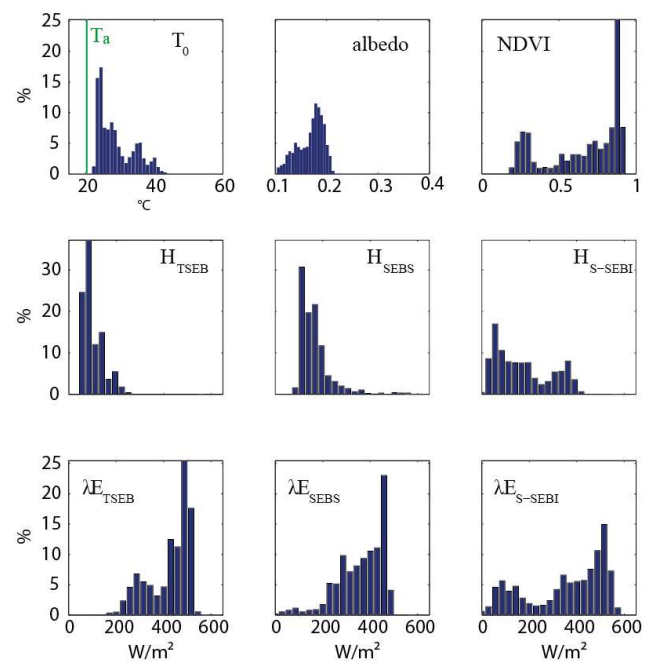 25
20
15
10
5
0
%
Ta
T0
20
40
60
°C
albedo
0.1
0.2
0.3
0.4
NDVI
0
0.5
1
30
20
10
0
%
HTSEB
HSEBS
HS−SEBI
25
20
15
10
5
0
%
λETSEB
0
200
400
600
W/m²
λESEBS
0
200
400
600
W/m²
λES−SEBI
0
200
400
600
W/m²